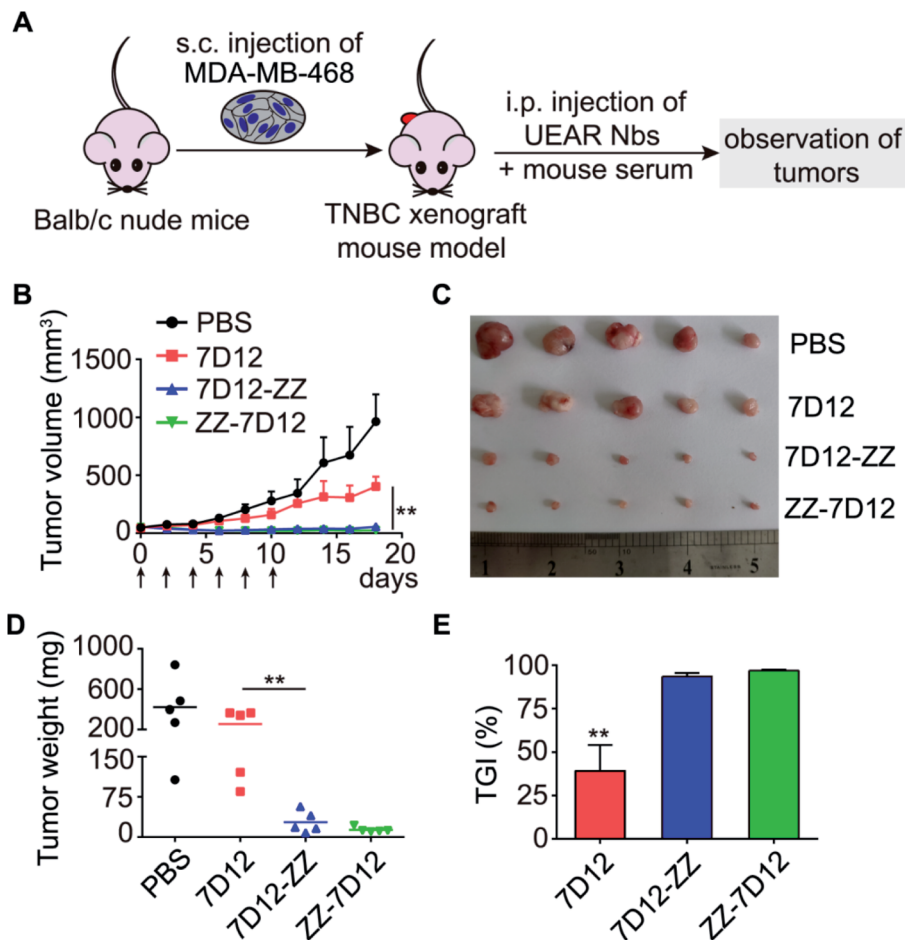 A
s.c. injection of
MDA-MB-468
i.p. injection of
UEAR Nbs
+ mouse serum
observation of
tumors
Balb/c nude mice
TNBC xenograft
mouse model
B
PBS
7D12
7D12-ZZ
ZZ-7D12
Tumor volume (mm³)
1500
1000
500
0
0 5 10 15 20
days
**
C
PBS
7D12
7D12-ZZ
ZZ-7D12
1 2 3 4 5
D
Tumor weight (mg)
1000
600
200
150
75
0
**
PBS
7D12
7D12-ZZ
ZZ-7D12
E
TGI (%)
100
75
50
25
0
**
7D12
7D12-ZZ
ZZ-7D12